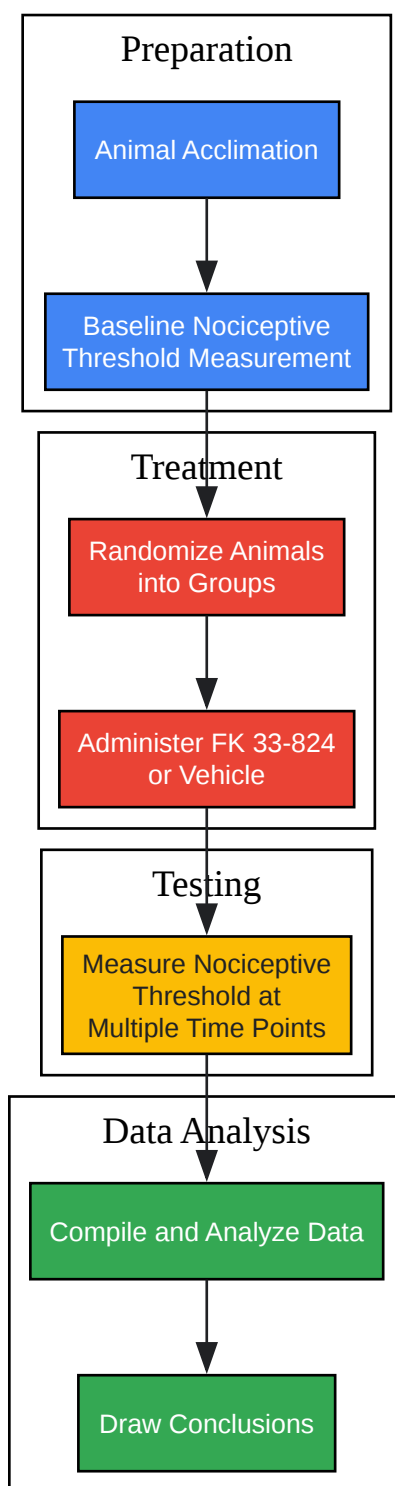 Preparation
Animal Acclimation
Baseline Nociceptive
Threshold Measurement
Treatment
Randomize Animals
into Groups
Administer FK 33-824
or Vehicle
Testing
Measure Nociceptive
Threshold at
Multiple Time Points
Data Analysis
Compile and Analyze Data
Draw Conclusions